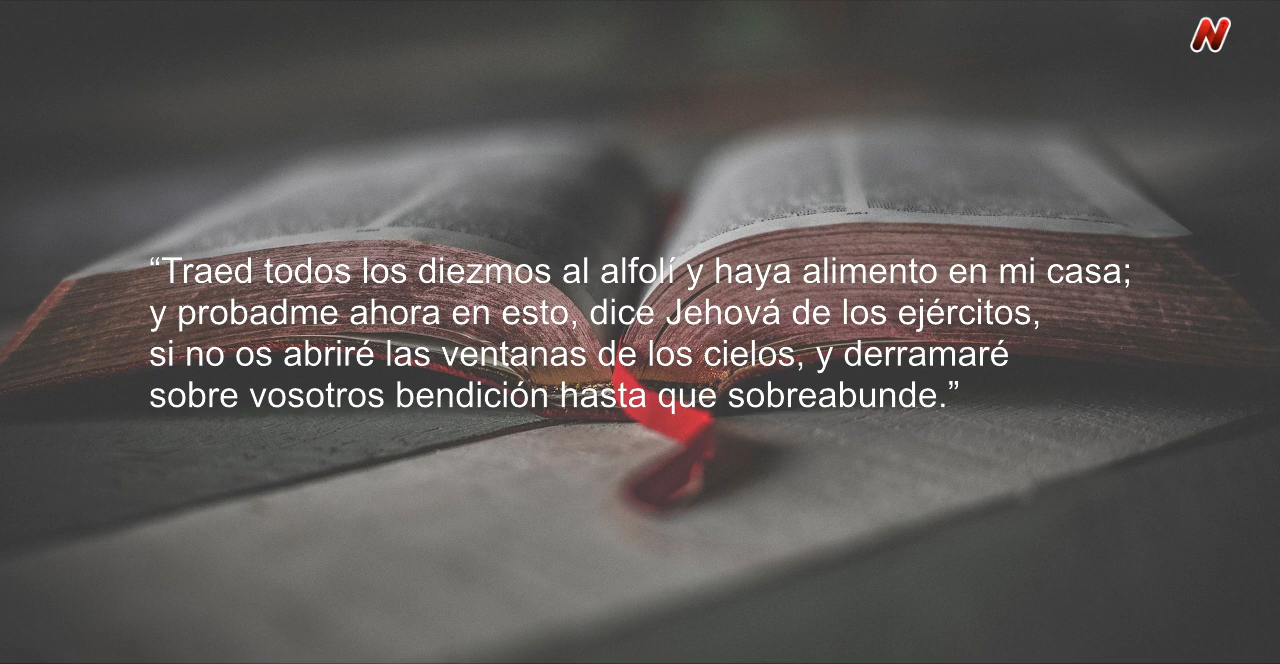 N
“Traed todos los diezmos al alfolí y haya alimento en mi casa;
y probadme ahora en esto, dice Jehová de los ejércitos,
si no os abriré las ventanas de los cielos, y derramaré
sobre vosotros bendición hasta que sobreabunde.”